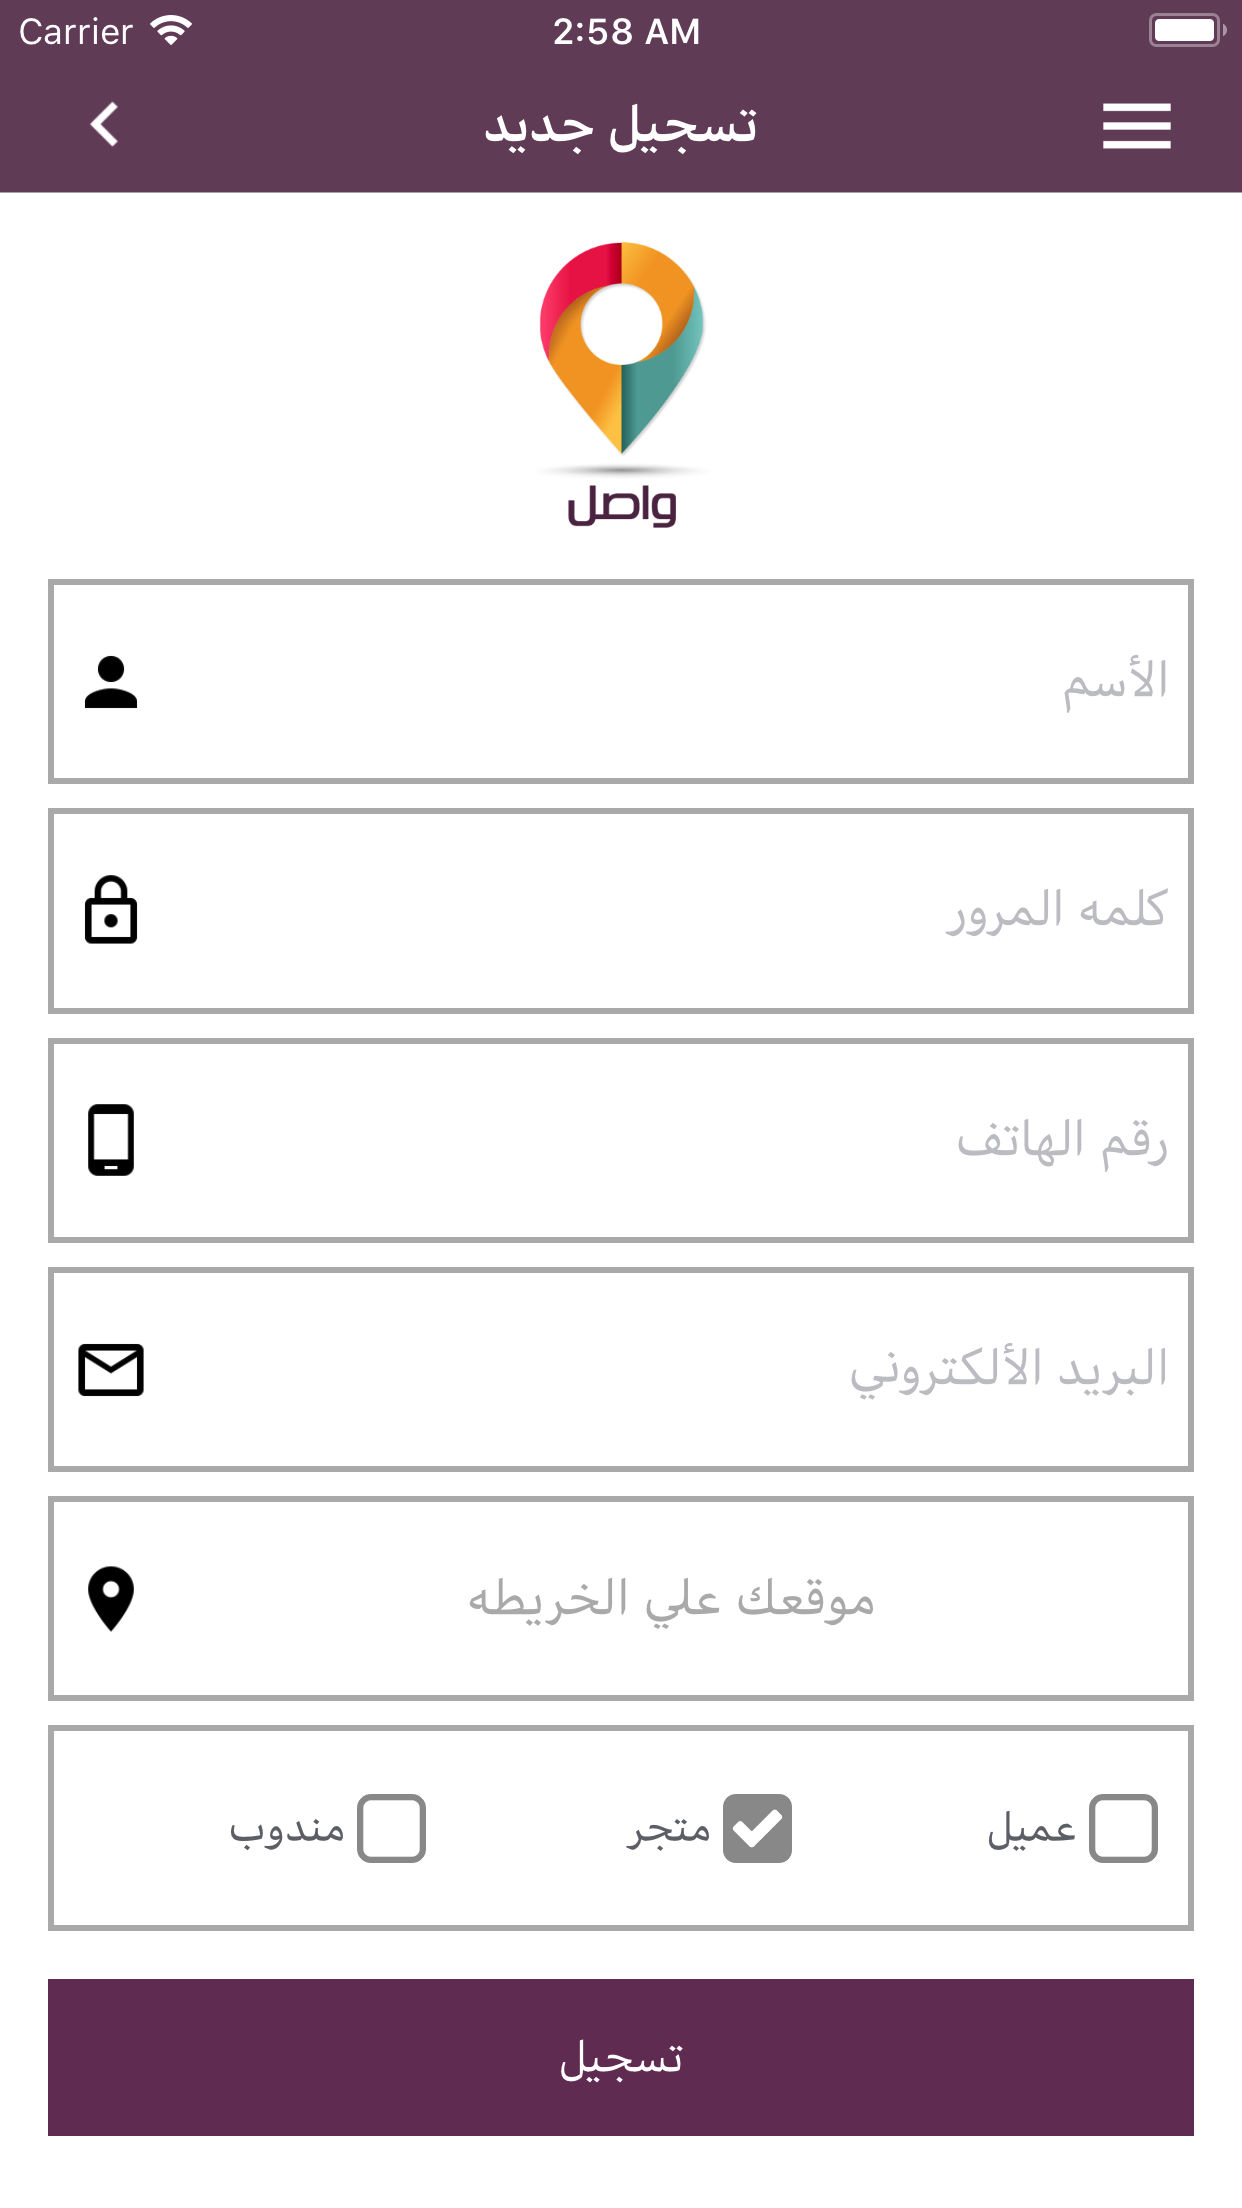 Carrier 2:58 AM
تسجيل جديد
واصل
الأسم
كلمه المرور
رقم الهاتف
البريد الألكتروني
موقعك علي الخريطه
عميل متجر مندوب
تسجيل